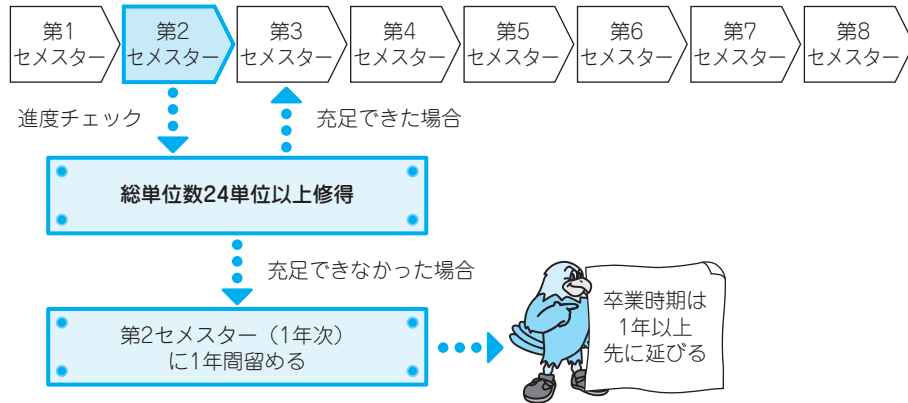 第1
セメスター
第2
セメスター
第3
セメスター
第4
セメスター
第5
セメスター
第6
セメスター
第7
セメスター
第8
セメスター
進度チェック
充足できた場合
総単位数24単位以上修得
充足できなかった場合
第2セメスター（1年次）
に1年間留める
卒業時期は
1年以上
先に延びる